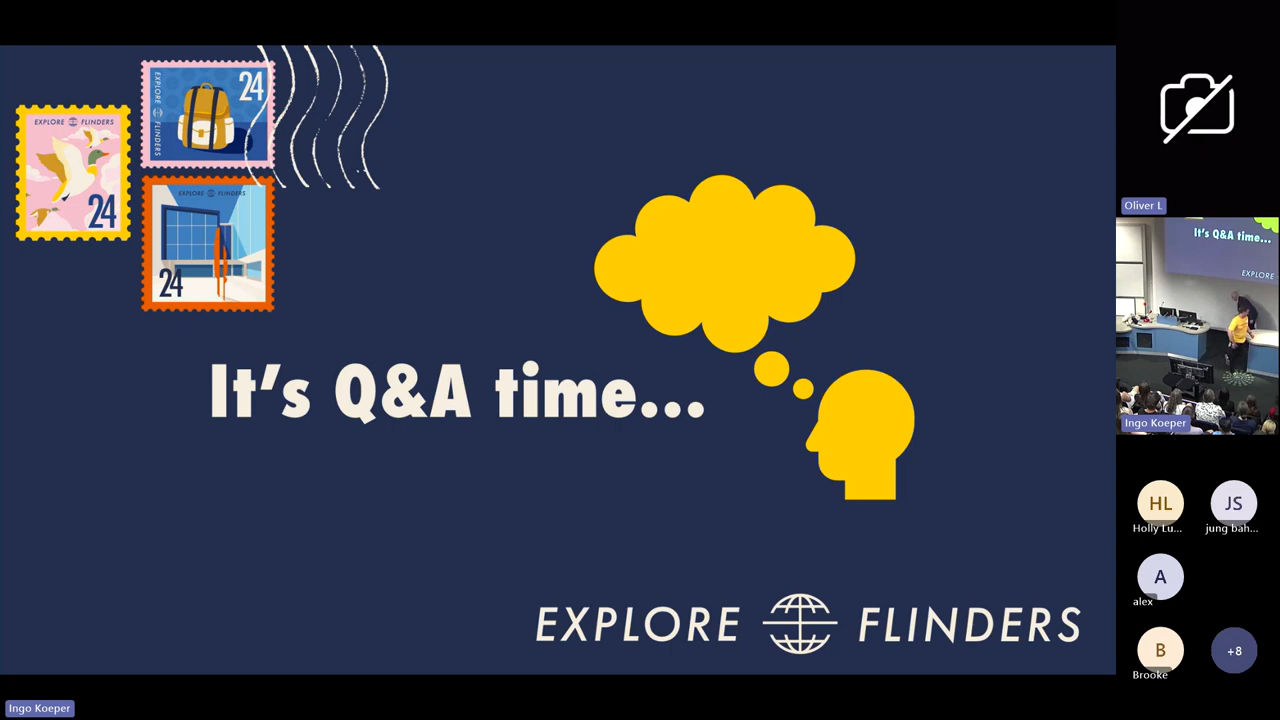 EXPLORE FLINDERS
24
EXPLORE FLINDERS
24
EXPLORE FLINDERS
24
It's Q&A time...
EXPLORE FLINDERS
Oliver L
It's Q&A time...
EXPLORE
Ingo Koeper
HL
Holly Lu...
JS
jung bah...
A
alex
B
Brooke
+8
Ingo Koeper